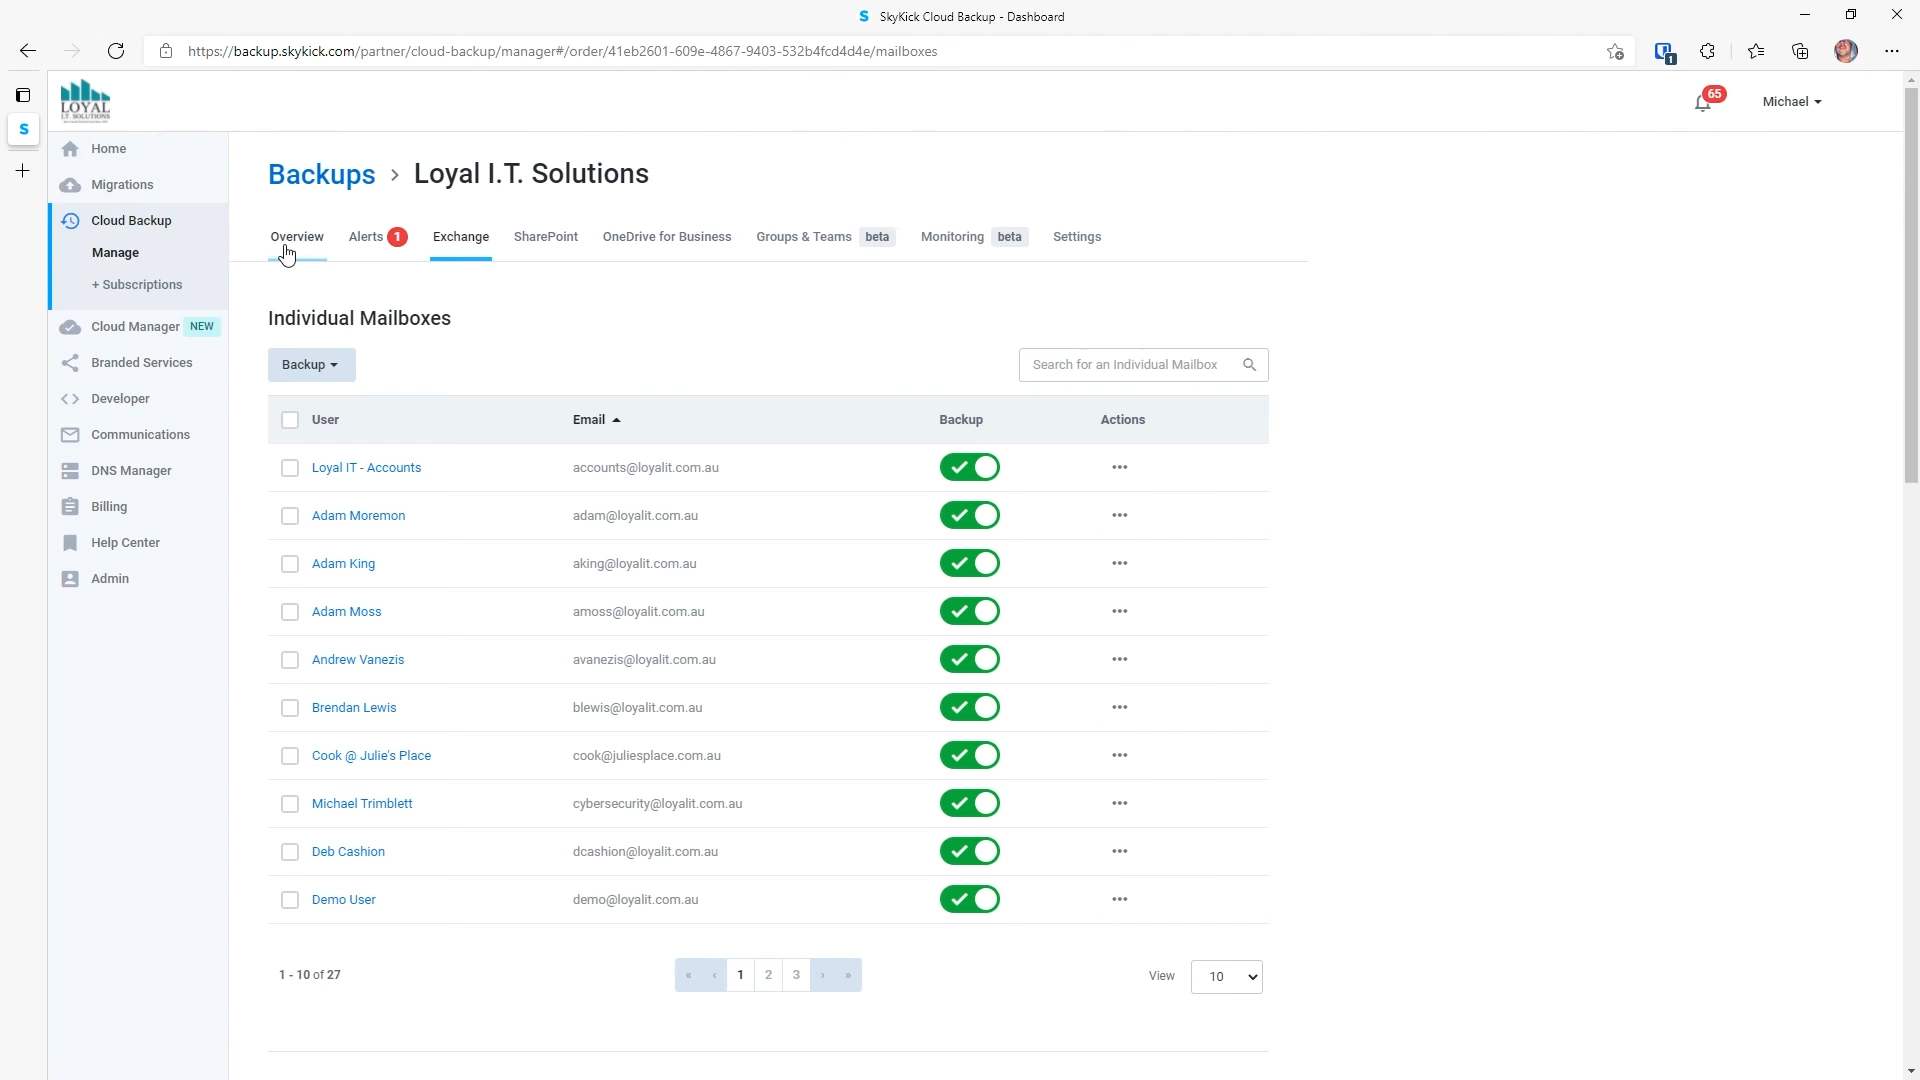 SkyKick Cloud Backup - Dashboard
https://backup.skykick.com/partner/cloud-backup/manager#/order/41eb2601-609e-4867-9403-532b4fcd4d4e/mailboxes
1
S
LOYAL
I.T. SOLUTIONS
65
Michael
Home
Migrations
Cloud Backup
Manage
+ Subscriptions
Cloud Manager NEW
Branded Services
Developer
Communications
DNS Manager
Billing
Help Center
Admin
Backups > Loyal I.T. Solutions
Overview Alerts 1 Exchange SharePoint OneDrive for Business Groups & Teams beta Monitoring beta Settings
Individual Mailboxes
Backup
Search for an Individual Mailbox
User Email Backup Actions
Loyal IT - Accounts accounts@loyalit.com.au
Adam Moremon adam@loyalit.com.au
Adam King aking@loyalit.com.au
Adam Moss amoss@loyalit.com.au
Andrew Vanezis avanezis@loyalit.com.au
Brendan Lewis blewis@loyalit.com.au
Cook @ Julie's Place cook@juliesplace.com.au
Michael Trimblett cybersecurity@loyalit.com.au
Deb Cashion dcashion@loyalit.com.au
Demo User demo@loyalit.com.au
1 - 10 of 27 « ‹ 1 2 3 › » View 10